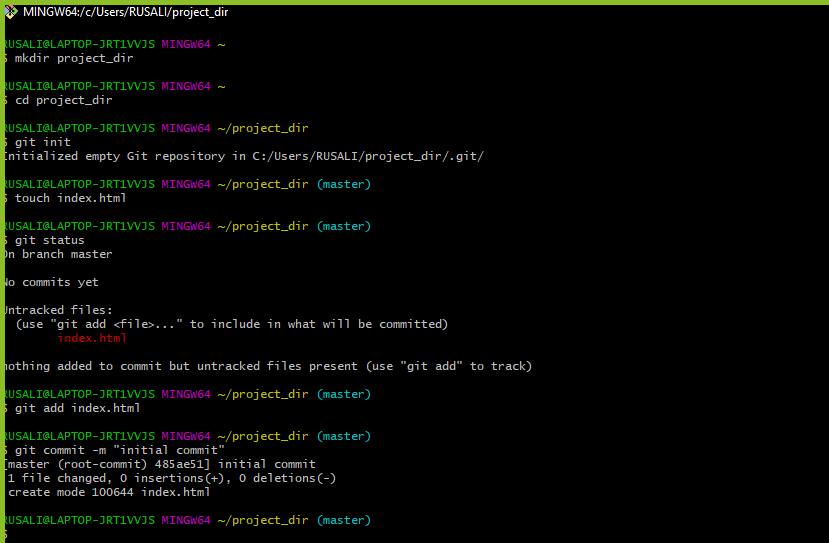 MINGW64:/c/Users/RUSALI/project_dir
RUSALI@LAPTOP-JRT1VVJS MINGW64 ~
$ mkdir project_dir
RUSALI@LAPTOP-JRT1VVJS MINGW64 ~
$ cd project_dir
RUSALI@LAPTOP-JRT1VVJS MINGW64 ~/project_dir
$ git init
Initialized empty Git repository in C:/Users/RUSALI/project_dir/.git/
RUSALI@LAPTOP-JRT1VVJS MINGW64 ~/project_dir (master)
$ touch index.html
RUSALI@LAPTOP-JRT1VVJS MINGW64 ~/project_dir (master)
$ git status
On branch master
No commits yet
Untracked files:
(use "git add <file>..." to include in what will be committed)
index.html
nothing added to commit but untracked files present (use "git add" to track)
RUSALI@LAPTOP-JRT1VVJS MINGW64 ~/project_dir (master)
$ git add index.html
RUSALI@LAPTOP-JRT1VVJS MINGW64 ~/project_dir (master)
$ git commit -m "initial commit"
[master (root-commit) 485ae51] initial commit
1 file changed, 0 insertions(+), 0 deletions(-)
create mode 100644 index.html
RUSALI@LAPTOP-JRT1VVJS MINGW64 ~/project_dir (master)
$